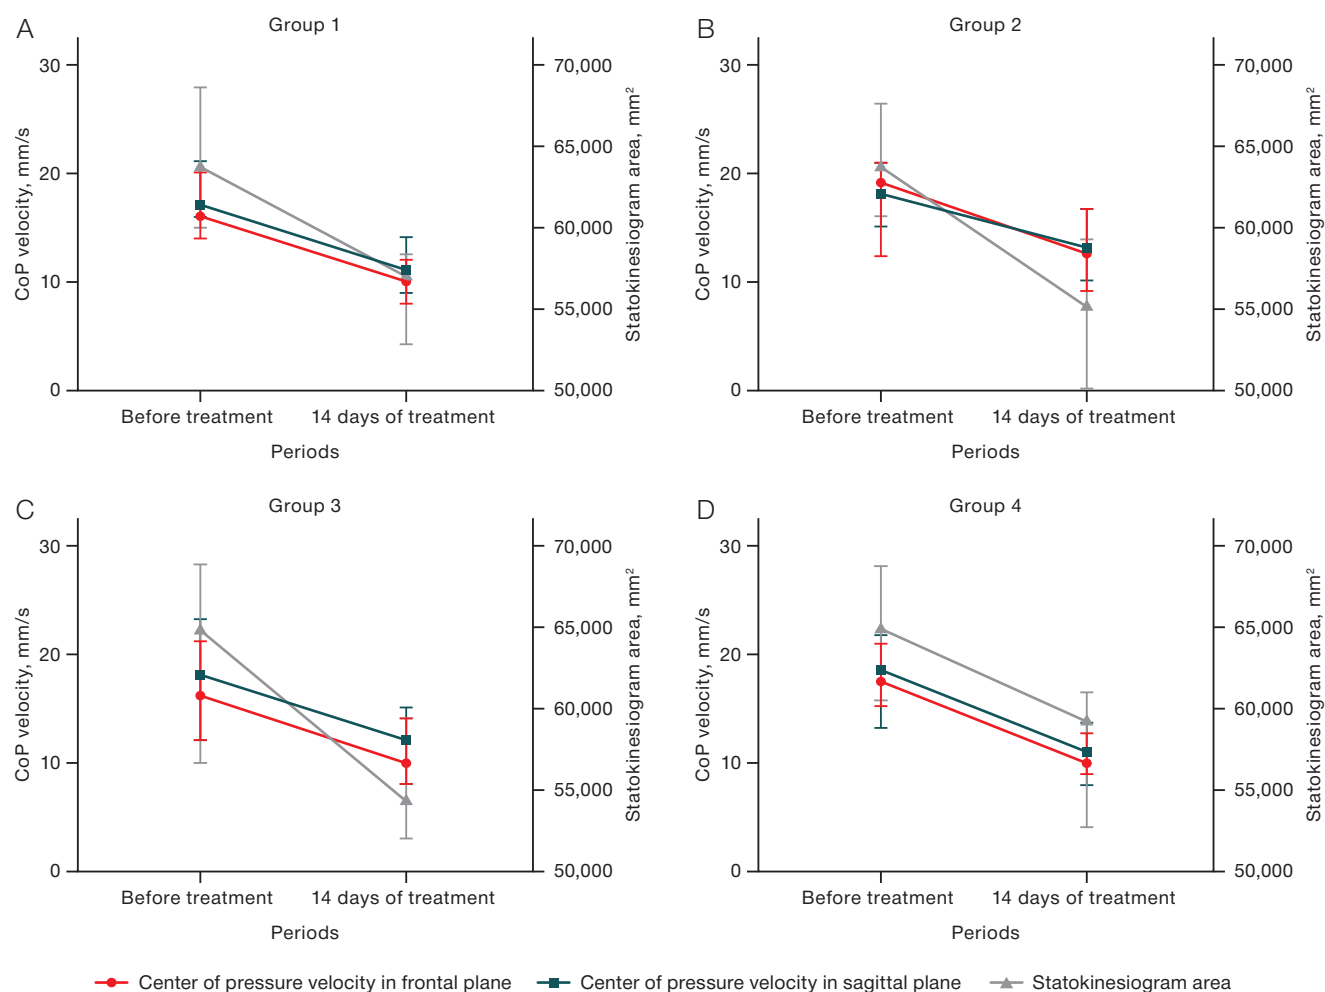 A
Group 1
30
20
10
0
CoP velocity, mm/s
70,000
65,000
60,000
55,000
50,000
Statokinesiogram area, mm²
Before treatment
14 days of treatment
Periods
B
Group 2
30
20
10
0
CoP velocity, mm/s
70,000
65,000
60,000
55,000
50,000
Statokinesiogram area, mm²
Before treatment
14 days of treatment
Periods
C
Group 3
30
20
10
0
CoP velocity, mm/s
70,000
65,000
60,000
55,000
50,000
Statokinesiogram area, mm²
Before treatment
14 days of treatment
Periods
D
Group 4
30
20
10
0
CoP velocity, mm/s
70,000
65,000
60,000
55,000
50,000
Statokinesiogram area, mm²
Before treatment
14 days of treatment
Periods
Center of pressure velocity in frontal plane
Center of pressure velocity in sagittal plane
Statokinesiogram area